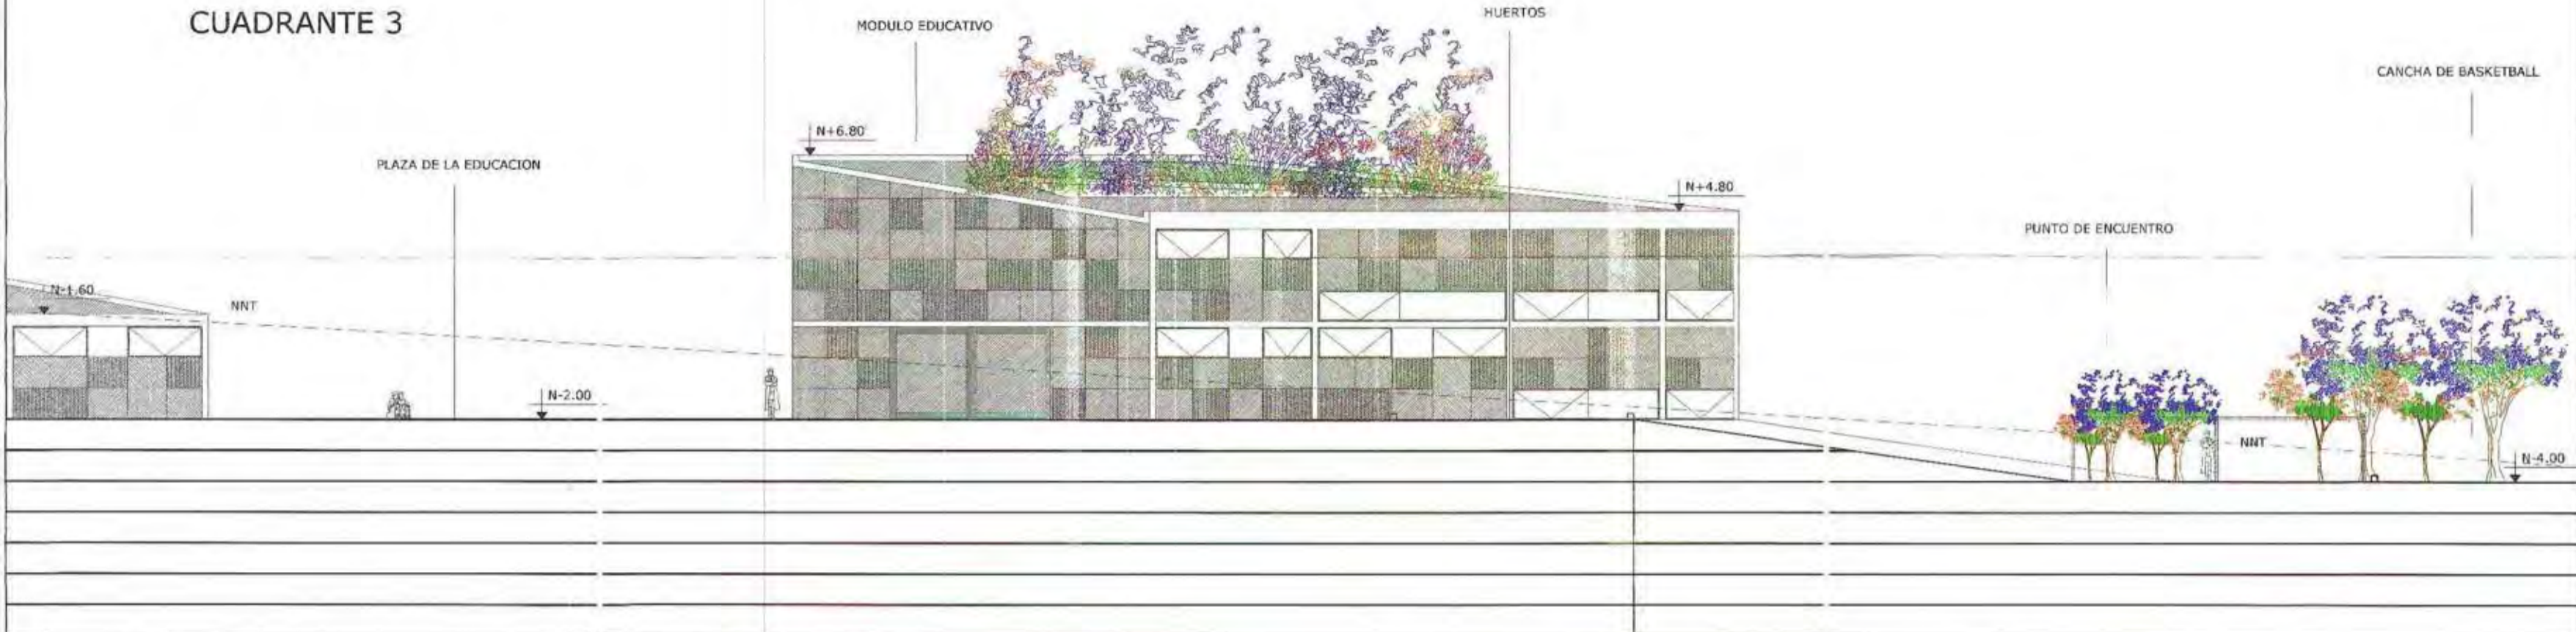 CUADRANTE 3
MODULO EDUCATIVO
HUERTOS
CANCHA DE BASKETBALL
N+6.80
PLAZA DE LA EDUCACION
N+4.80
PUNTO DE ENCUENTRO
N-1.60
NNT
N-2.00
NNT
N-4.00